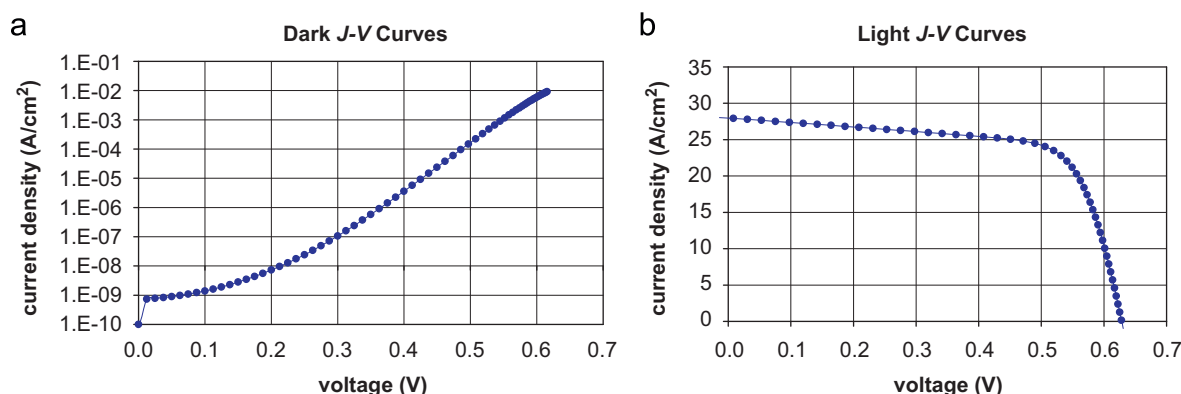 a
Dark J-V Curves
current density (A/cm²)
1.E-01
1.E-02
1.E-03
1.E-04
1.E-05
1.E-06
1.E-07
1.E-08
1.E-09
1.E-10
0.0 0.1 0.2 0.3 0.4 0.5 0.6 0.7
voltage (V)
b
Light J-V Curves
current density (A/cm²)
35
30
25
20
15
10
5
0
0.0 0.1 0.2 0.3 0.4 0.5 0.6 0.7
voltage (V)